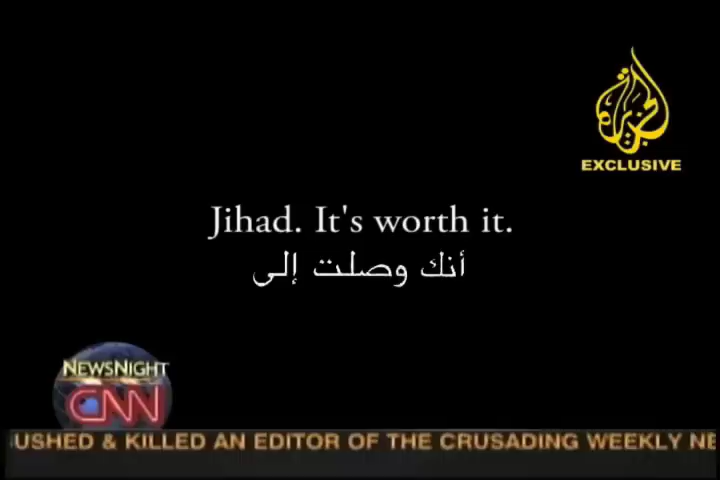 الجزيرة
EXCLUSIVE
Jihad. It's worth it.
أنك وصلت إلى
NEWSNIGHT
CNN
USHED & KILLED AN EDITOR OF THE CRUSADING WEEKLY NE